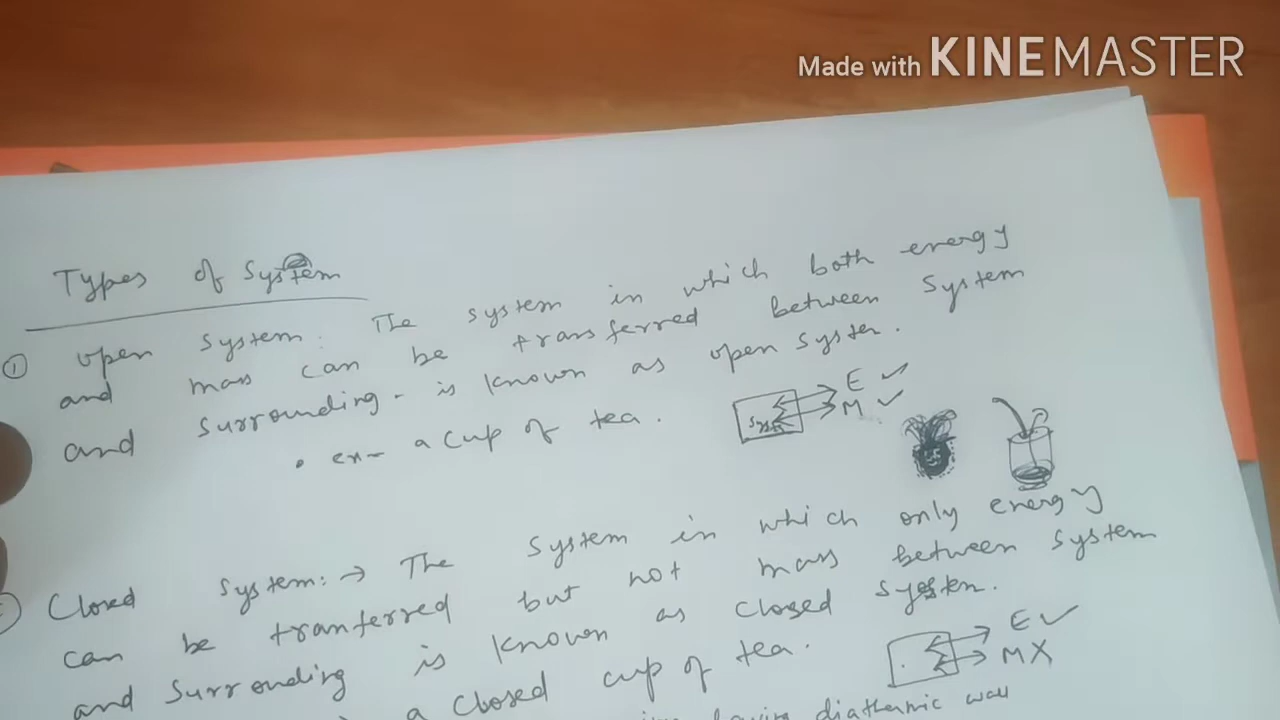 Made with KINEMASTER
Types of System
① open system: The system in which both energy
and mass can be transferred between system
and surrounding - is known as open system.
• ex- a cup of tea.
Sys E ✓
M ✓
Closed system: → The system in which only energy
can be tranferred but not mass between system
and surrounding is known as closed system.
a closed cup of tea.
E ✓
M X
having diathermic wall